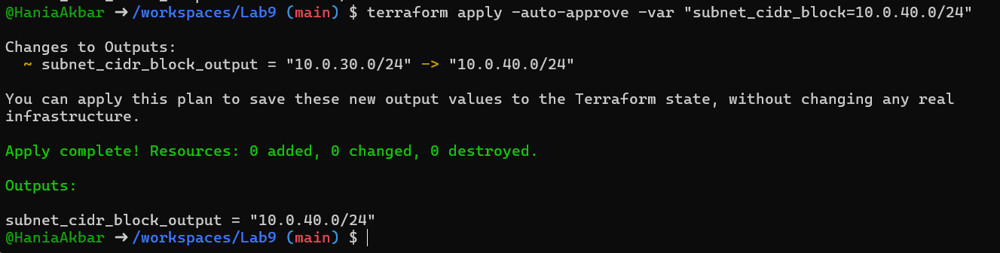 @HaniaAkbar ➜ /workspaces/Lab9 (main) $ terraform apply -auto-approve -var "subnet_cidr_block=10.0.40.0/24"
Changes to Outputs:
~ subnet_cidr_block_output = "10.0.30.0/24" -> "10.0.40.0/24"
You can apply this plan to save these new output values to the Terraform state, without changing any real
infrastructure.
Apply complete! Resources: 0 added, 0 changed, 0 destroyed.
Outputs:
subnet_cidr_block_output = "10.0.40.0/24"
@HaniaAkbar ➜ /workspaces/Lab9 (main) $